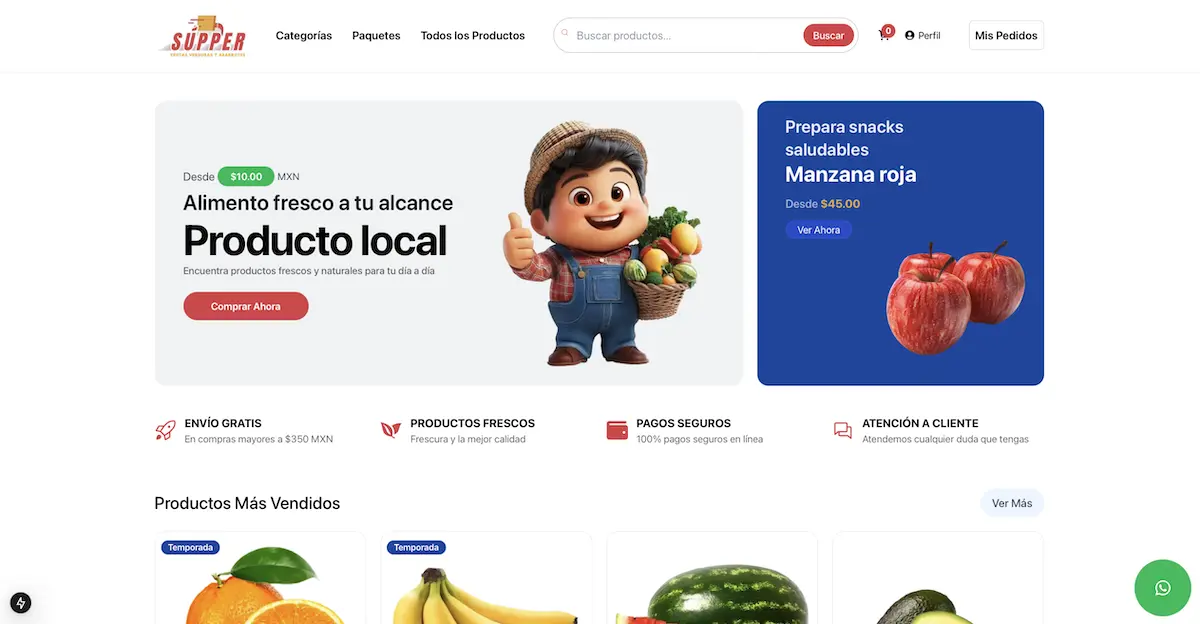 SUPPER
Categorías
Paquetes
Todos los Productos
Buscar productos...
Buscar
0
Perfil
Mis Pedidos
Desde $10.00 MXN
Alimento fresco a tu alcance
Producto local
Encuentra productos frescos y naturales para tu día a día
Comprar Ahora
Prepara snacks
saludables
Manzana roja
Desde $45.00
Ver Ahora
ENVÍO GRATIS
En compras mayores a $350 MXN
PRODUCTOS FRESCOS
Frescura y la mejor calidad
PAGOS SEGUROS
100% pagos seguros en línea
ATENCIÓN A CLIENTE
Atendemos cualquier duda que tengas
Productos Más Vendidos
Ver Más
Temporada
Temporada